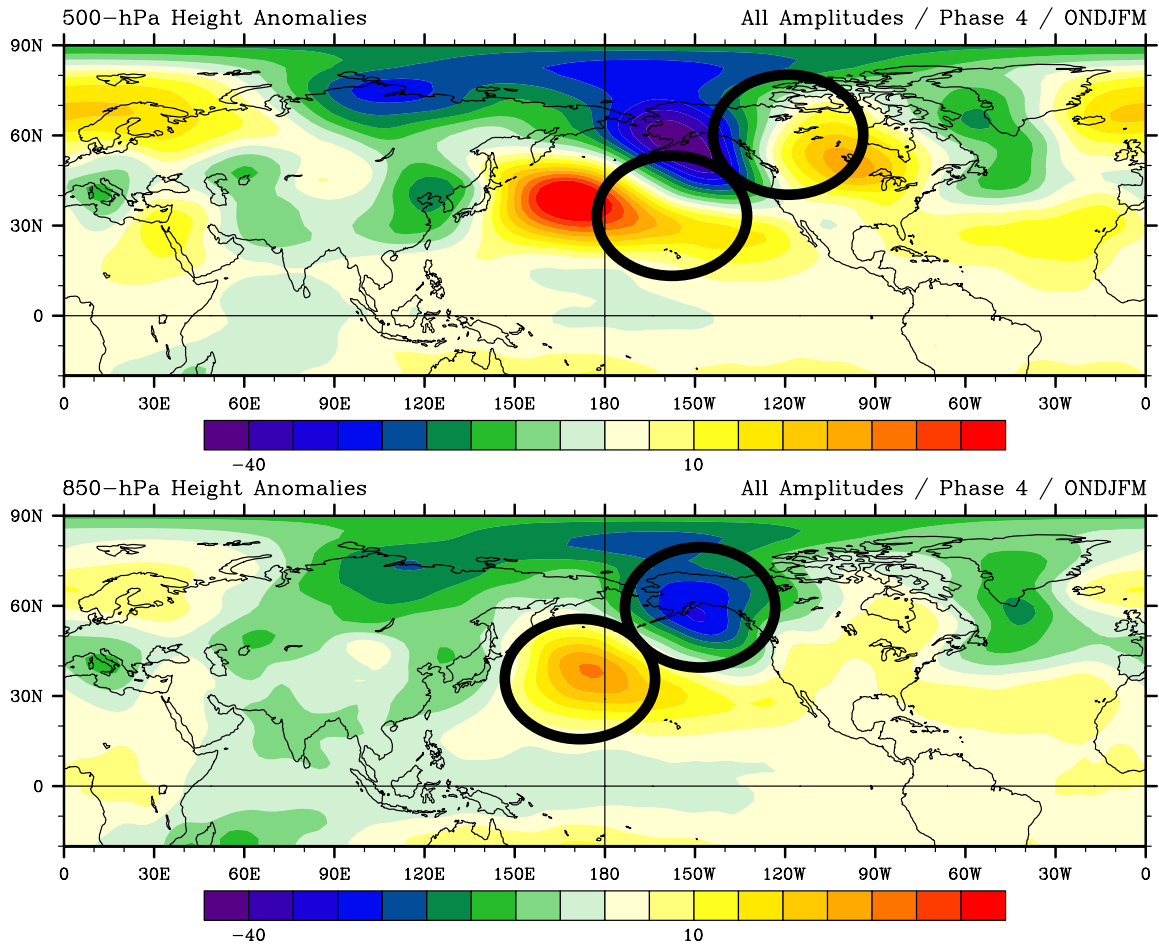 500-hPa Height Anomalies All Amplitudes / Phase 4 / ONDJFM
90N
60N
30N
0
0 30E 60E 90E 120E 150E 180 150W 120W 90W 60W 30W 0
-40 10
850-hPa Height Anomalies All Amplitudes / Phase 4 / ONDJFM
90N
60N
30N
0
0 30E 60E 90E 120E 150E 180 150W 120W 90W 60W 30W 0
-40 10